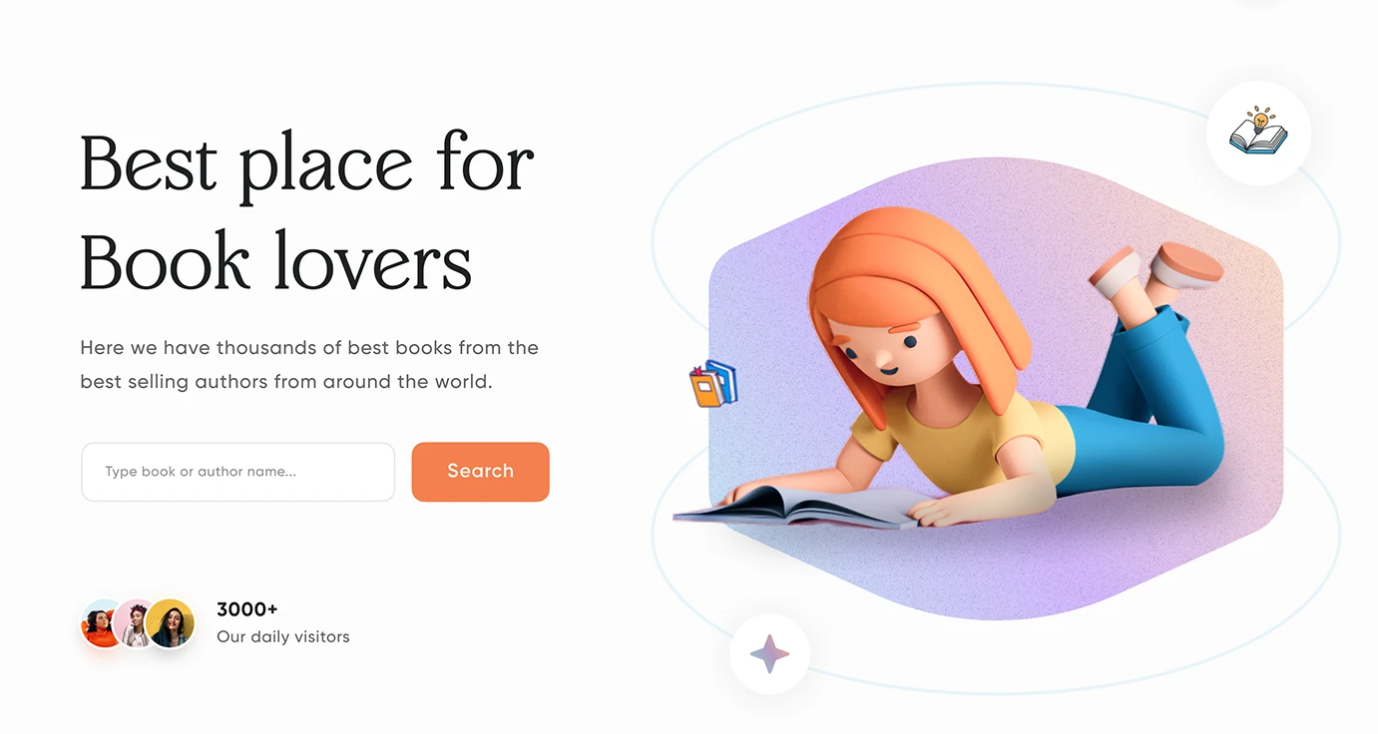 Best place for
Book lovers
Here we have thousands of best books from the
best selling authors from around the world.
Type book or author name...
Search
3000+
Our daily visitors